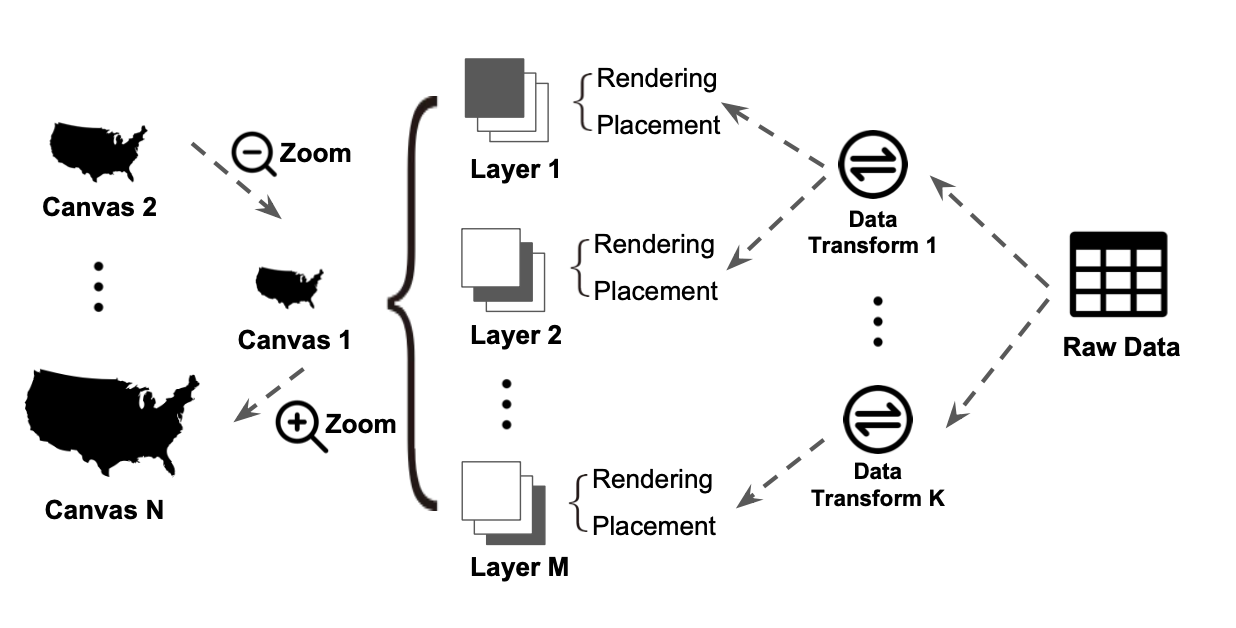 Canvas 2
Zoom
Canvas 1
Zoom
Canvas N
Rendering
Placement
Layer 1
Rendering
Placement
Layer 2
Rendering
Placement
Layer M
Data
Transform 1
Data
Transform K
Raw Data